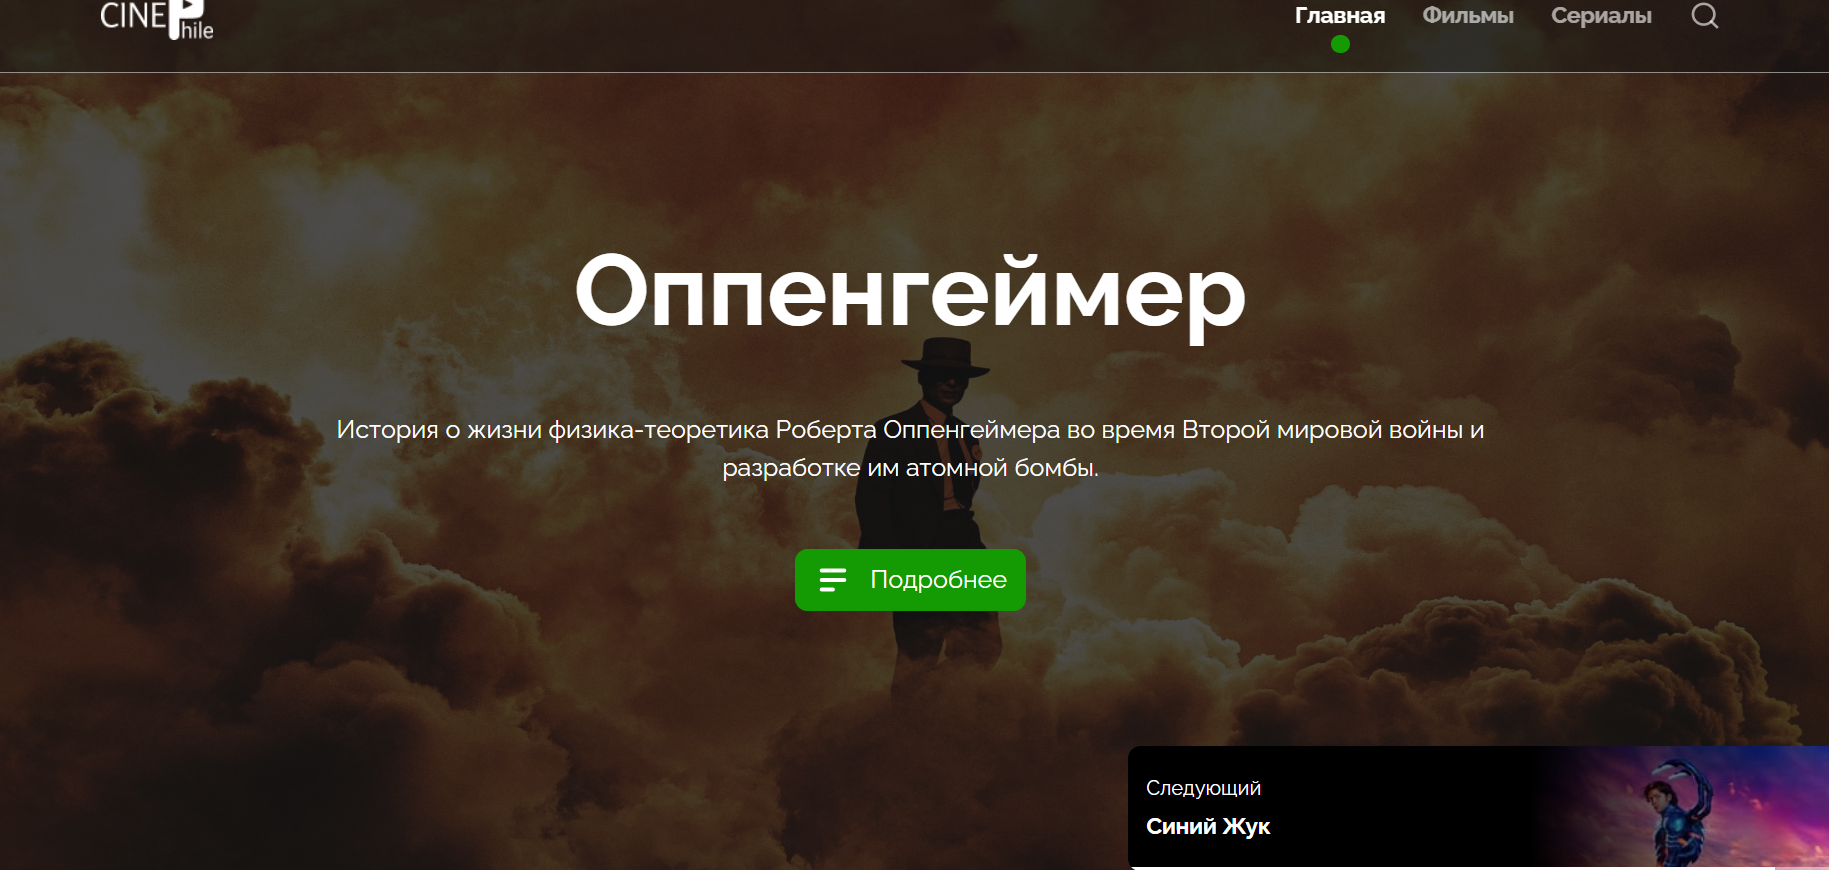 CINEPhile
Главная Фильмы Сериалы
Оппенгеймер
История о жизни физика-теоретика Роберта Оппенгеймера во время Второй мировой войны и
разработке им атомной бомбы.
Подробнее
Следующий
Синий Жук